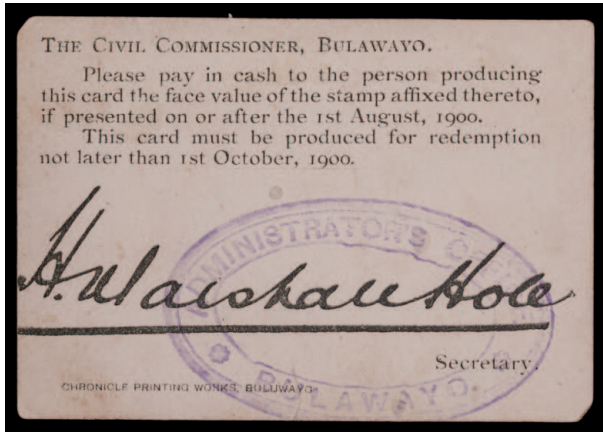 THE CIVIL COMMISSIONER, BULAWAYO.
Please pay in cash to the person producing
this card the face value of the stamp affixed thereto,
if presented on or after the 1st August, 1900.
This card must be produced for redemption
not later than 1st October, 1900.
ADMINISTRATOR'S OFFICE
H. Marshall Hole
Secretary.
CHRONICLE PRINTING WORKS, BULUWAYO
BULAWAYO